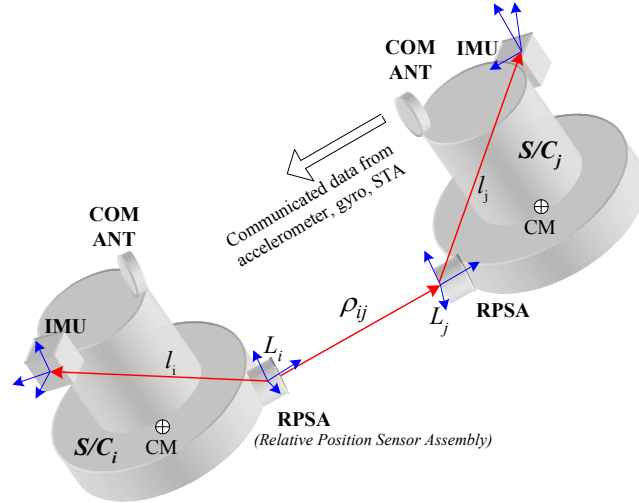 COM
ANT
IMU
S/C_j
l_j
CM
Communicated data from
accelerometer, gyro, STA
COM
ANT
ρ_ij
L_j
RPSA
IMU
L_i
l_i
RPSA
(Relative Position Sensor Assembly)
S/C_i
CM